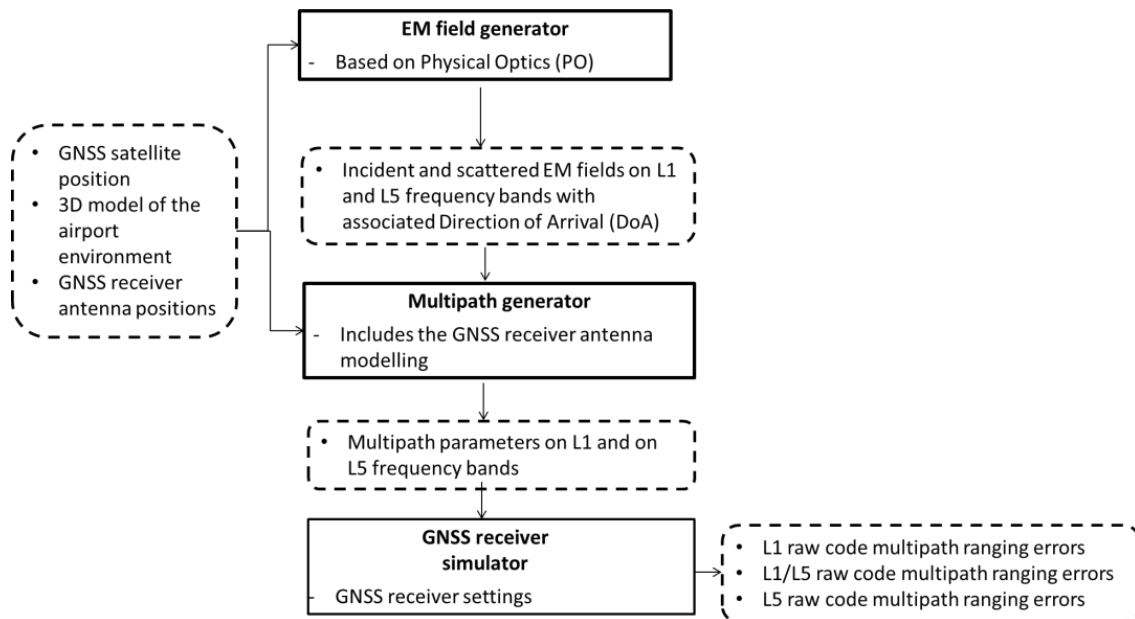 EM field generator
- Based on Physical Optics (PO)
• GNSS satellite
position
• 3D model of the
airport
environment
• GNSS receiver
antenna positions
• Incident and scattered EM fields on L1
and L5 frequency bands with
associated Direction of Arrival (DoA)
Multipath generator
- Includes the GNSS receiver antenna
modelling
• Multipath parameters on L1 and on
L5 frequency bands
GNSS receiver
simulator
- GNSS receiver settings
• L1 raw code multipath ranging errors
• L1/L5 raw code multipath ranging errors
• L5 raw code multipath ranging errors